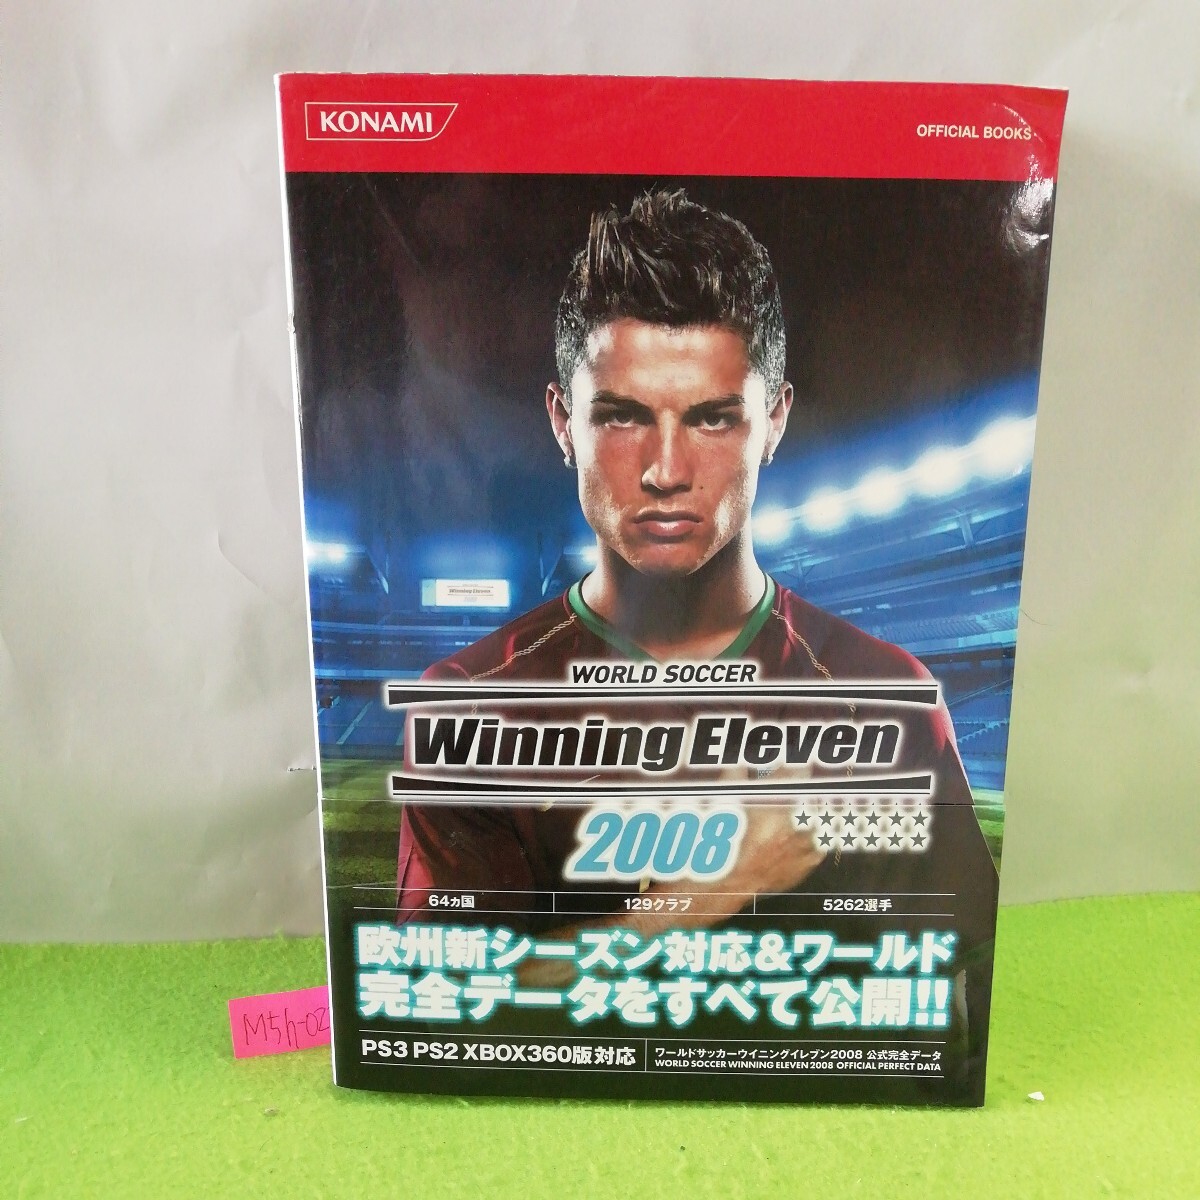 KONAMI
OFFICIAL BOOKS
Winning Eleven
WORLD SOCCER
Winning Eleven
2008
64ヵ国 129クラブ 5262選手
欧州新シーズン対応&ワールド
完全データをすべて公開!!
PS3 PS2 XBOX360版対応
ワールドサッカーウイニングイレブン2008 公式完全データ
WORLD SOCCER WINNING ELEVEN 2008 OFFICIAL PERFECT DATA
M5h-02